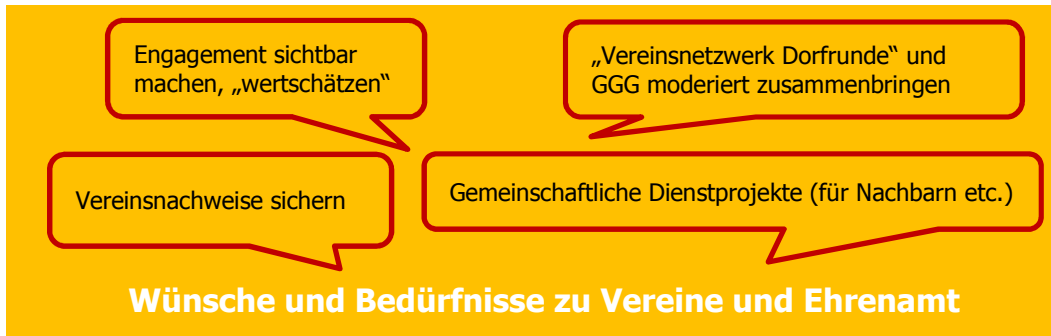 Engagement sichtbar
machen, „wertschätzen“
„Vereinsnetzwerk Dorfrunde“ und
GGG moderiert zusammenbringen
Vereinsnachweise sichern
Gemeinschaftliche Dienstprojekte (für Nachbarn etc.)
Wünsche und Bedürfnisse zu Vereine und Ehrenamt